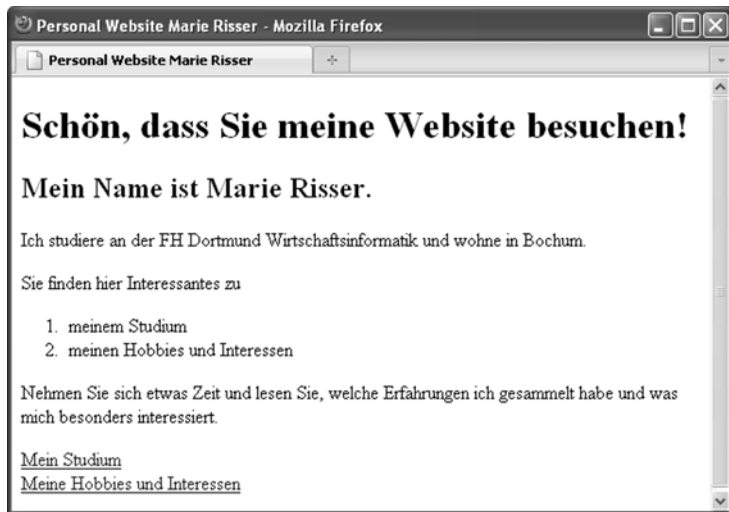 Personal Website Marie Risser - Mozilla Firefox
Personal Website Marie Risser
Schön, dass Sie meine Website besuchen!
Mein Name ist Marie Risser.
Ich studiere an der FH Dortmund Wirtschaftsinformatik und wohne in Bochum.
Sie finden hier Interessantes zu
1. meinem Studium
2. meinen Hobbies und Interessen
Nehmen Sie sich etwas Zeit und lesen Sie, welche Erfahrungen ich gesammelt habe und was
mich besonders interessiert.
Mein Studium
Meine Hobbies und Interessen